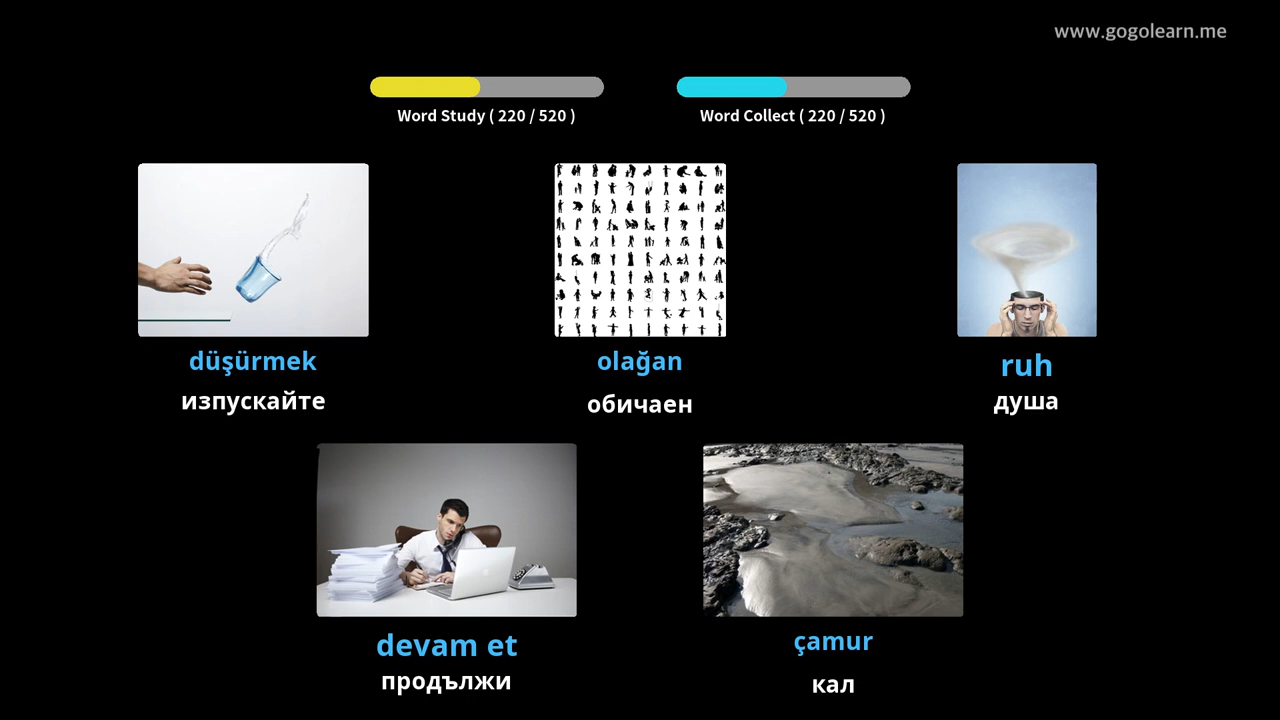 www.gogolearn.me
Word Study ( 220 / 520 )
Word Collect ( 220 / 520 )
düşürmek
изпускайте
olağan
обичаен
ruh
душа
devam et
продължи
çamur
кал